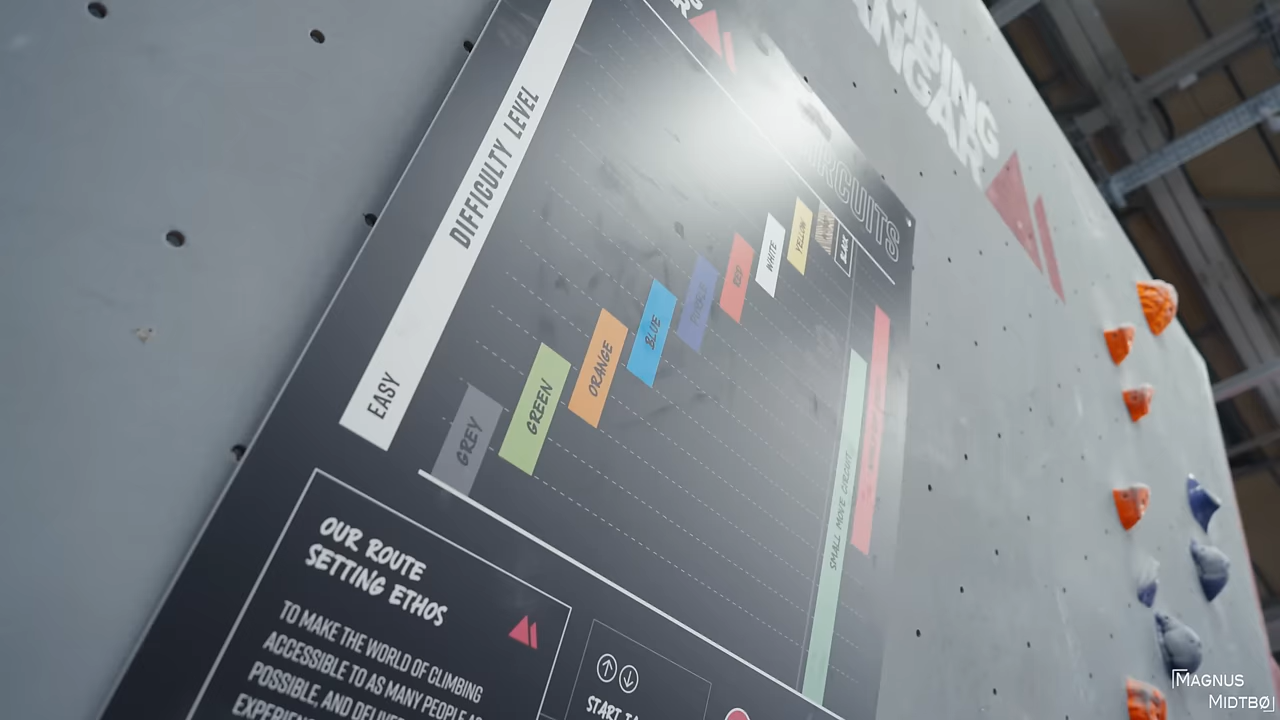 DIFFICULTY LEVEL
EASY
CIRCUITS
GREY
GREEN
ORANGE
BLUE
PURPLE
RED
WHITE
YELLOW
BLACK
SMALL MOVE CIRCUIT
OUR ROUTE
SETTING ETHOS
TO MAKE THE WORLD OF CLIMBING
ACCESSIBLE TO AS MANY PEOPLE AS
POSSIBLE, AND DELIVER
START
MAGNUS
MIDTBØ